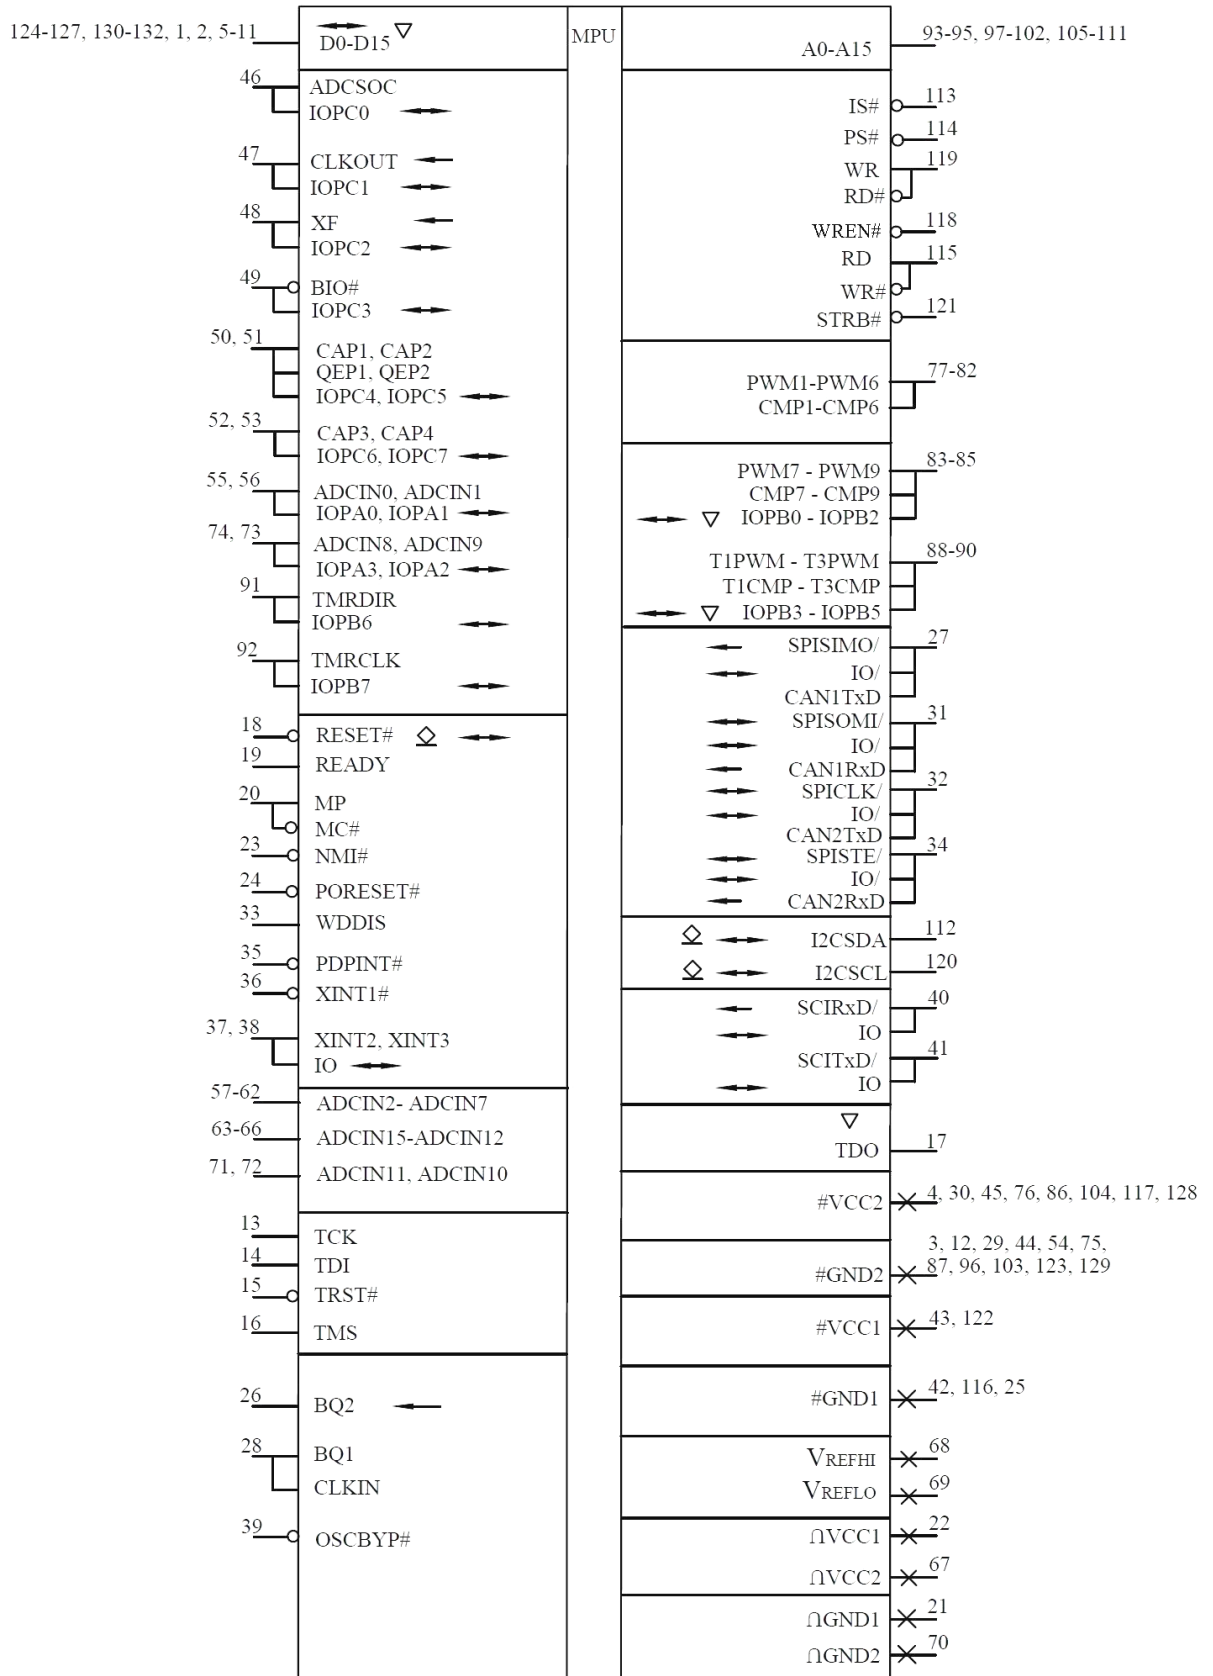 124-127, 130-132, 1, 2, 5-11
D0-D15
46
ADCSOC
IOPC0
47
CLKOUT
IOPC1
48
XF
IOPC2
49
BIO#
IOPC3
50, 51
CAP1, CAP2
QEP1, QEP2
IOPC4, IOPC5
52, 53
CAP3, CAP4
IOPC6, IOPC7
55, 56
ADCIN0, ADCIN1
IOPA0, IOPA1
74, 73
ADCIN8, ADCIN9
IOPA3, IOPA2
91
TMRDIR
IOPB6
92
TMRCLK
IOPB7
18
RESET#
19
READY
20
MP
MC#
23
NMI#
24
PORESET#
33
WDDIS
35
PDPINT#
36
XINT1#
37, 38
XINT2, XINT3
IO
57-62
ADCIN2- ADCIN7
63-66
ADCIN15-ADCIN12
71, 72
ADCIN11, ADCIN10
13
TCK
14
TDI
15
TRST#
16
TMS
26
BQ2
28
BQ1
CLKIN
39
OSCBYP#
MPU
93-95, 97-102, 105-111
A0-A15
IS# 113
PS# 114
WR 119
RD#
WREN# 118
RD 115
WR#
STRB# 121
77-82
PWM1-PWM6
CMP1-CMP6
83-85
PWM7 - PWM9
CMP7 - CMP9
IOPB0 - IOPB2
88-90
T1PWM - T3PWM
T1CMP - T3CMP
IOPB3 - IOPB5
SPISIMO/ 27
IO/
CAN1TxD
SPISOMI/ 31
IO/
CAN1RxD
SPICLK/ 32
IO/
CAN2TxD
SPISTE/ 34
IO/
CAN2RxD
I2CSDA 112
I2CSCL 120
SCIRxD/ 40
IO
SCITxD/ 41
IO
TDO 17
#VCC2 4, 30, 45, 76, 86, 104, 117, 128
3, 12, 29, 44, 54, 75,
#GND2 87, 96, 103, 123, 129
#VCC1 43, 122
#GND1 42, 116, 25
VREFHI 68
VREFLO 69
∩VCC1 22
∩VCC2 67
∩GND1 21
∩GND2 70